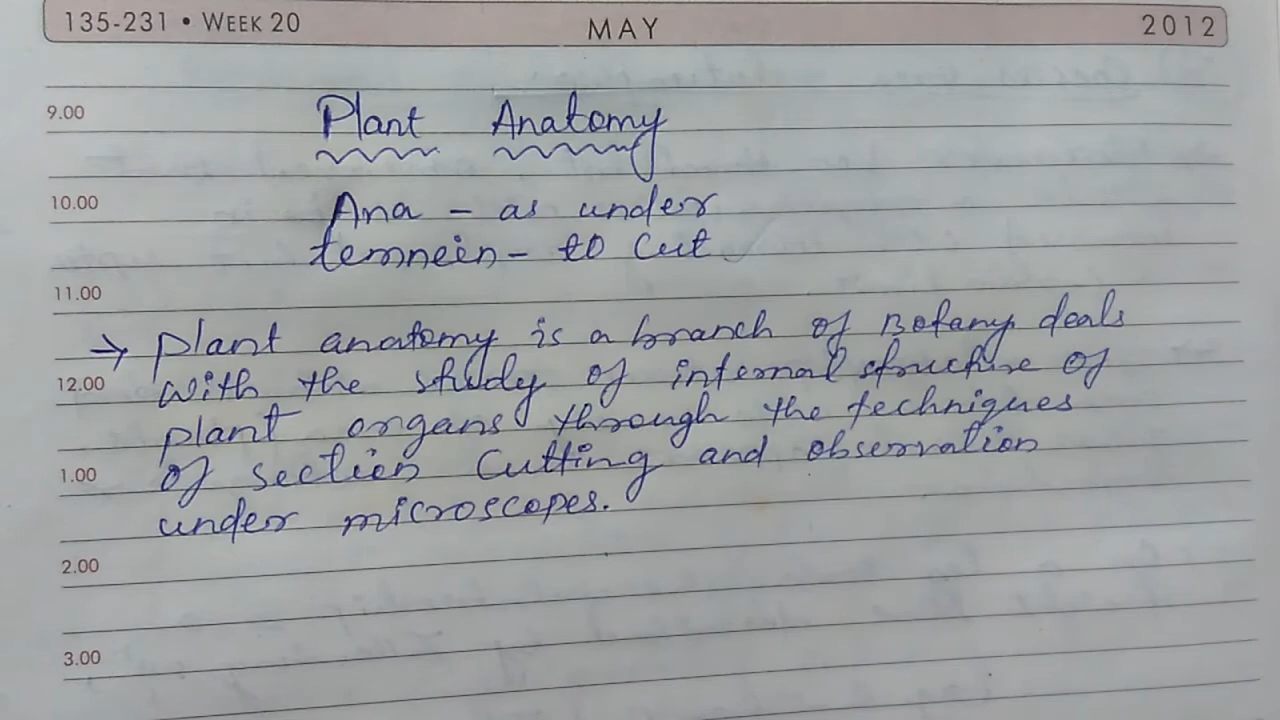 135-231 • WEEK 20 MAY 2012
9.00
Plant Anatomy
10.00
Ana - as under
temnein - to Cut
11.00
→ plant anatomy is a branch of Botany deals
12.00
with the study of internal structure of
plant organs through the techniques
1.00
of section Cutting and observation
under microscopes.
2.00
3.00